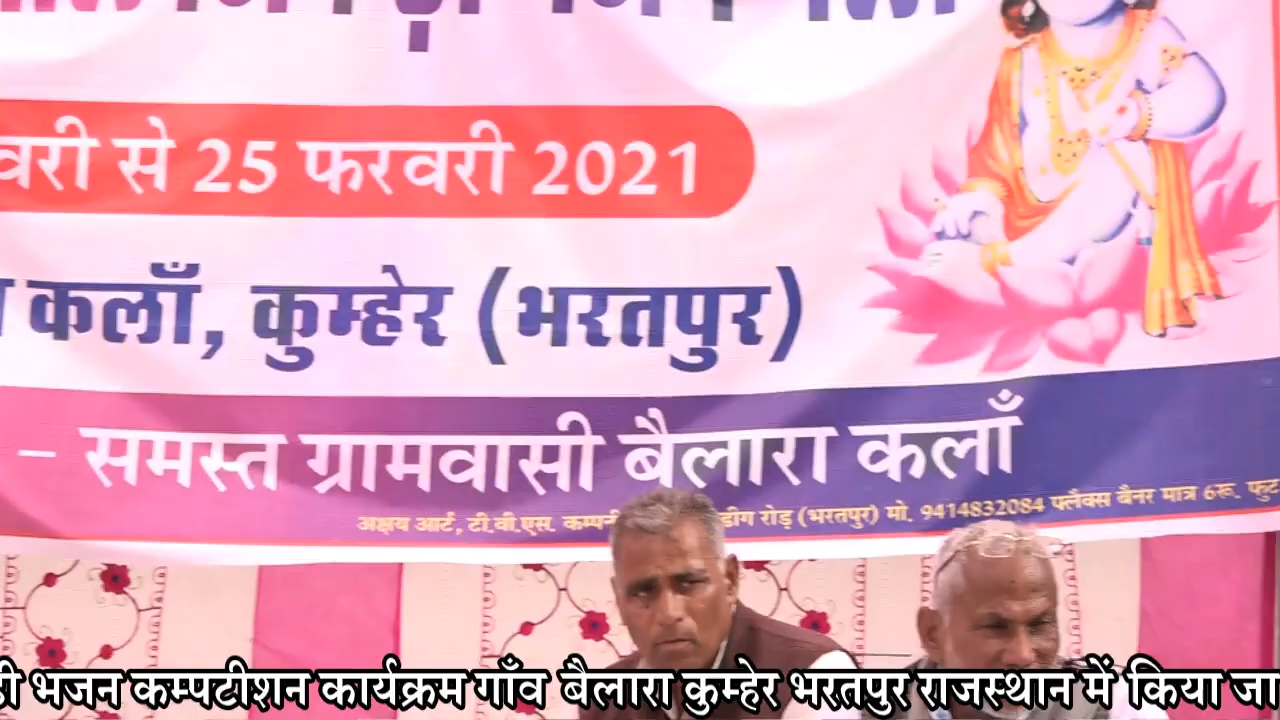 वरी से 25 फरवरी 2021
कलाँ, कुम्हेर (भरतपुर)
– समस्त ग्रामवासी बैलारा कलाँ
अक्षय आर्ट, टी.वी.एस. कम्पनी डीग रोड़ (भरतपुर) मो. 9414832084 फ्लैक्स बैनर मात्र 6रू. फुट
भजन कम्पटीशन कार्यक्रम गाँव बैलारा कुम्हेर भरतपुर राजस्थान में किया जा